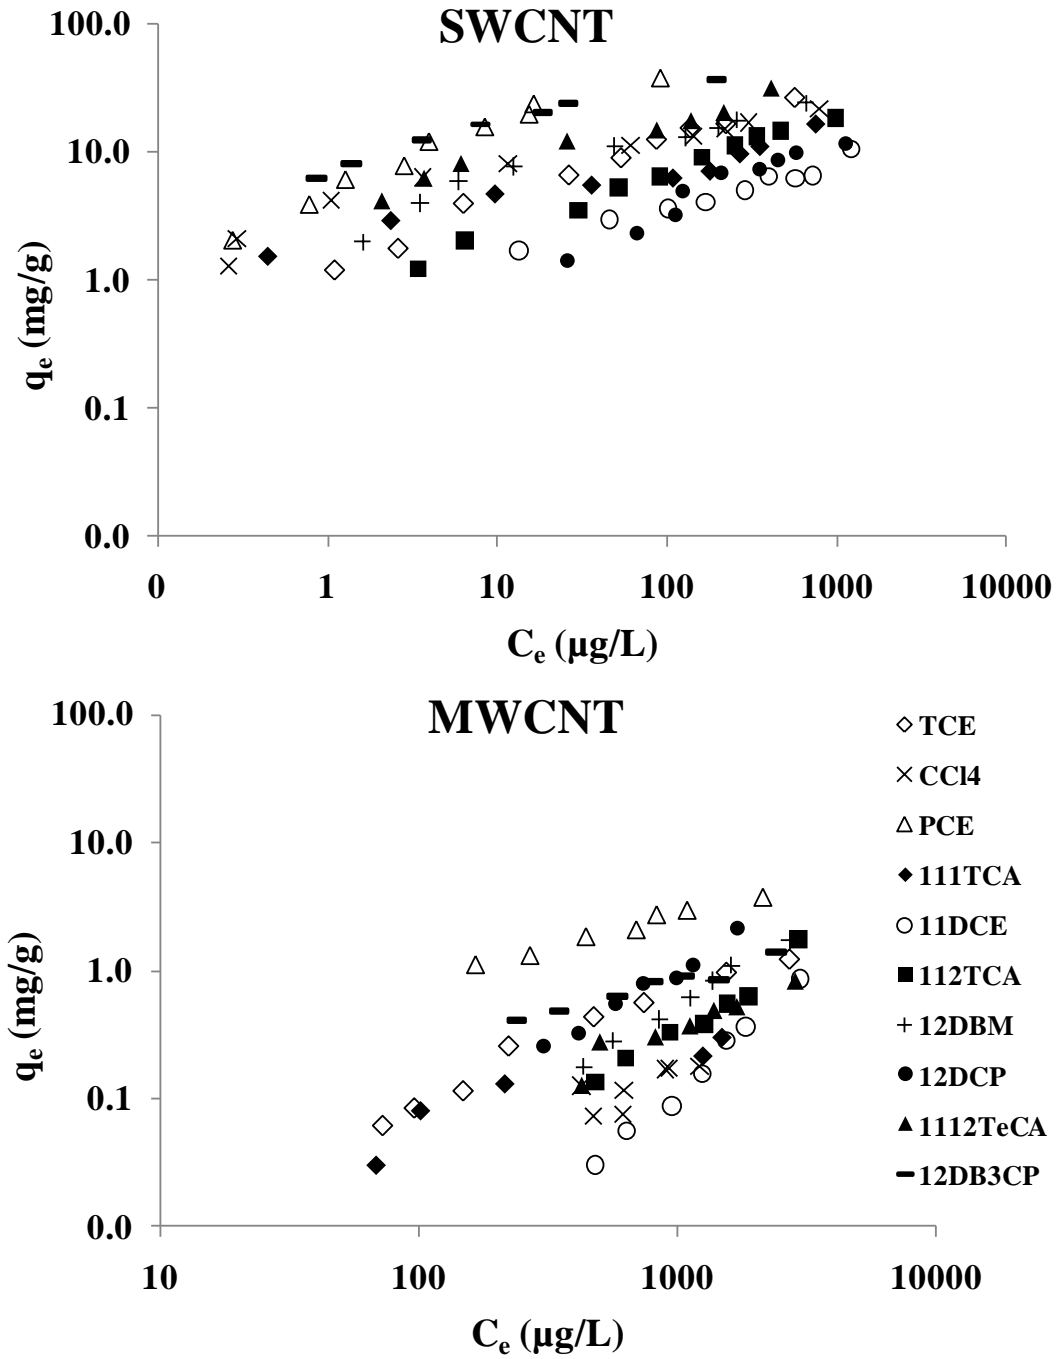 SWCNT
100.0
10.0
1.0
0.1
0.0
qe (mg/g)
0 1 10 100 1000 10000
Ce (µg/L)
MWCNT
100.0
10.0
1.0
0.1
0.0
qe (mg/g)
10 100 1000 10000
Ce (µg/L)
TCE
CCl4
PCE
111TCA
11DCE
112TCA
12DBM
12DCP
1112TeCA
12DB3CP